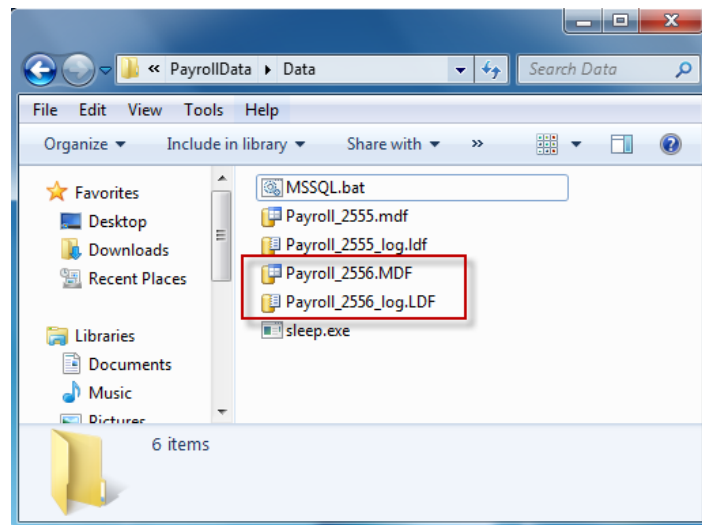 « PayrollData ▸ Data
Search Data
File Edit View Tools Help
Organize Include in library Share with »
Favorites
Desktop
Downloads
Recent Places
Libraries
Documents
Music
Pictures
MSSQL.bat
Payroll_2555.mdf
Payroll_2555_log.ldf
Payroll_2556.MDF
Payroll_2556_log.LDF
sleep.exe
6 items